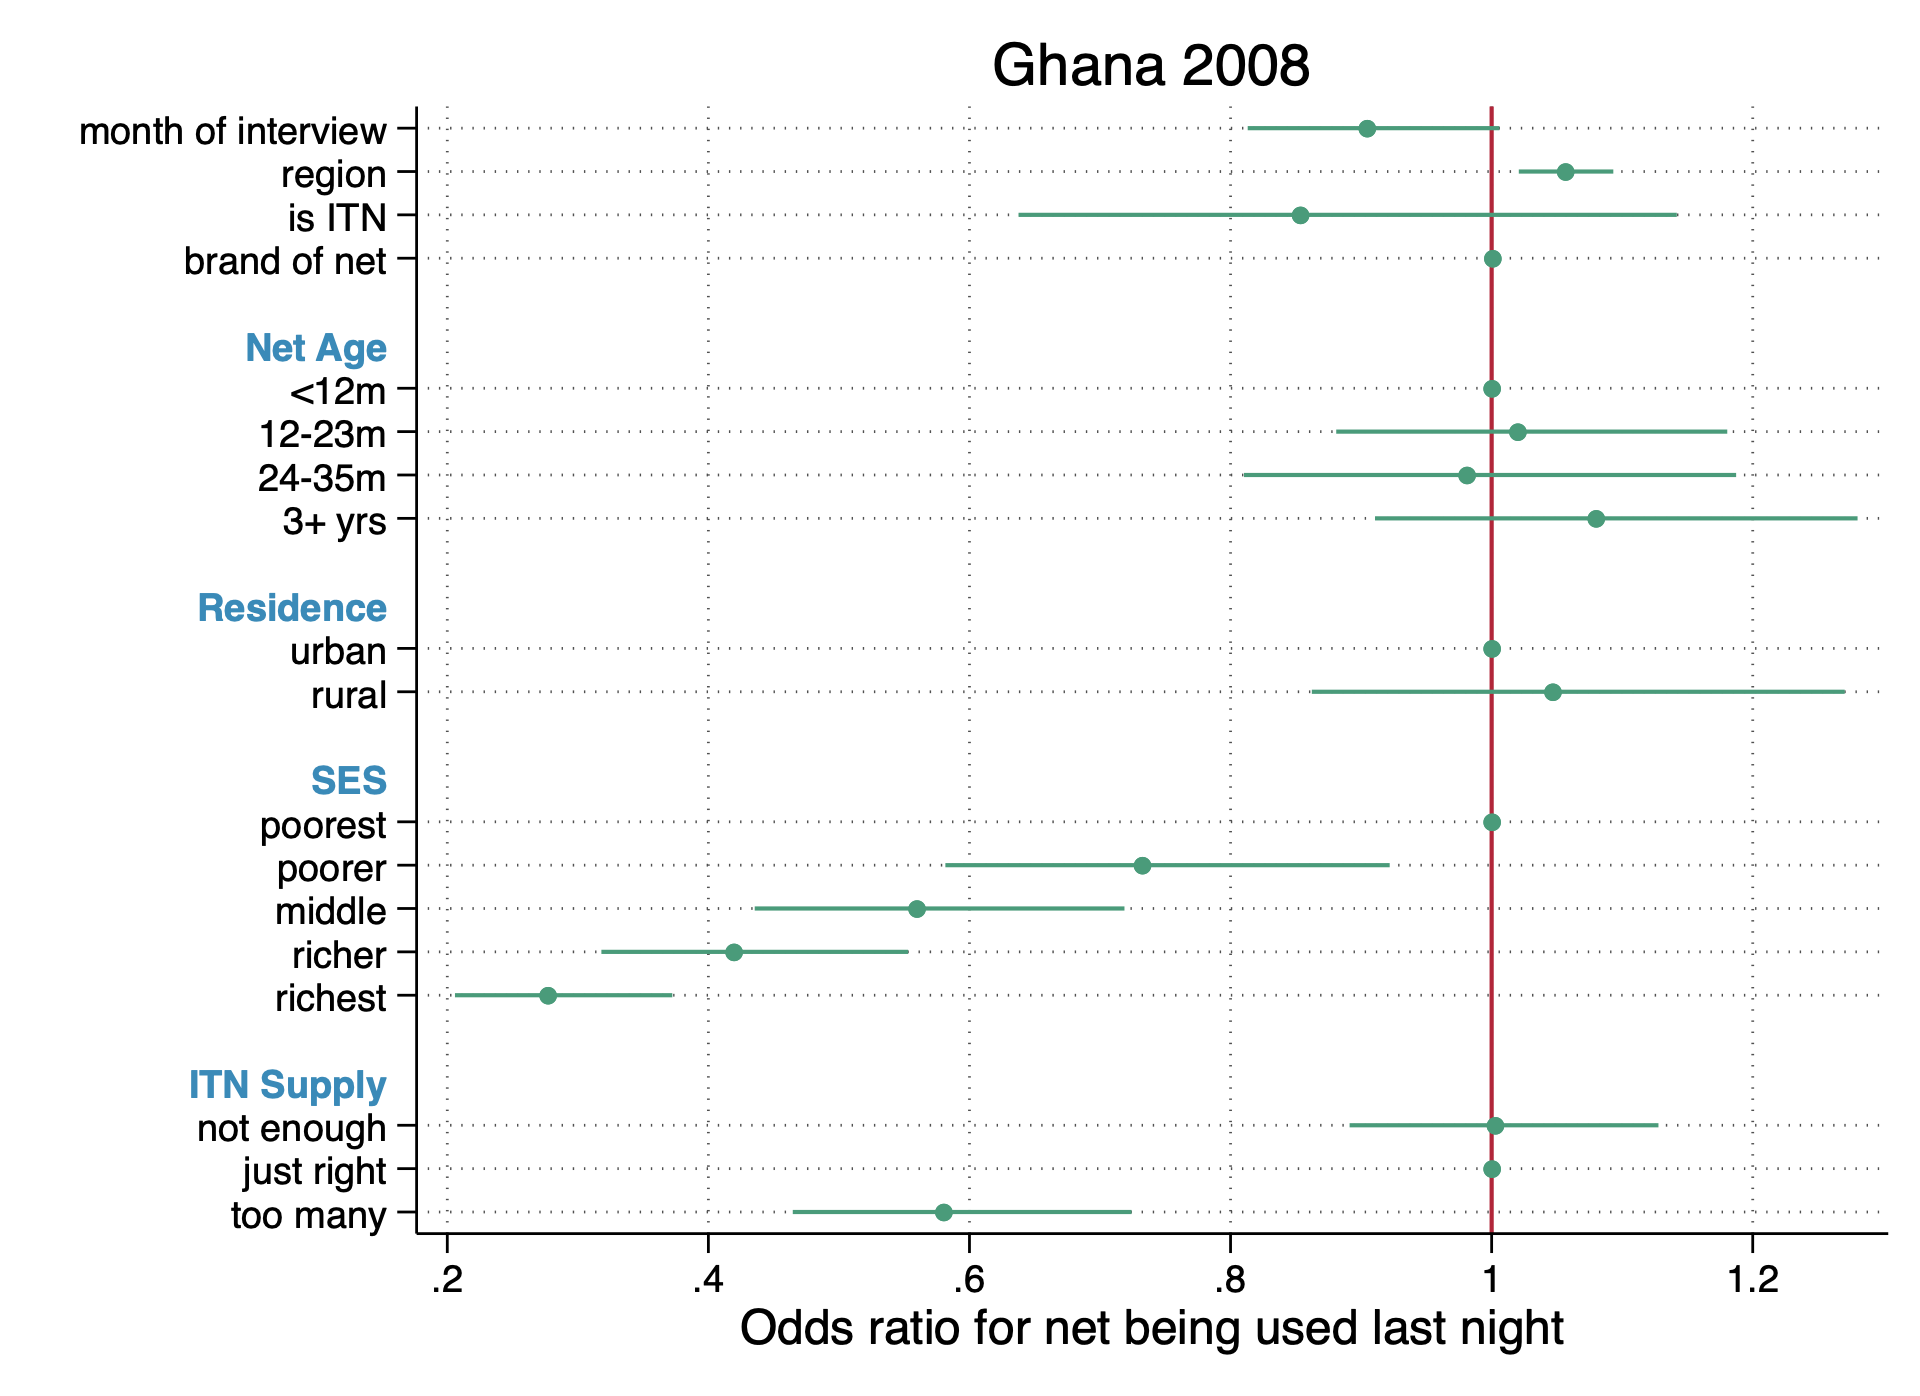 Ghana 2008
month of interview
region
is ITN
brand of net
Net Age
<12m
12-23m
24-35m
3+ yrs
Residence
urban
rural
SES
poorest
poorer
middle
richer
richest
ITN Supply
not enough
just right
too many
.2 .4 .6 .8 1 1.2
Odds ratio for net being used last night